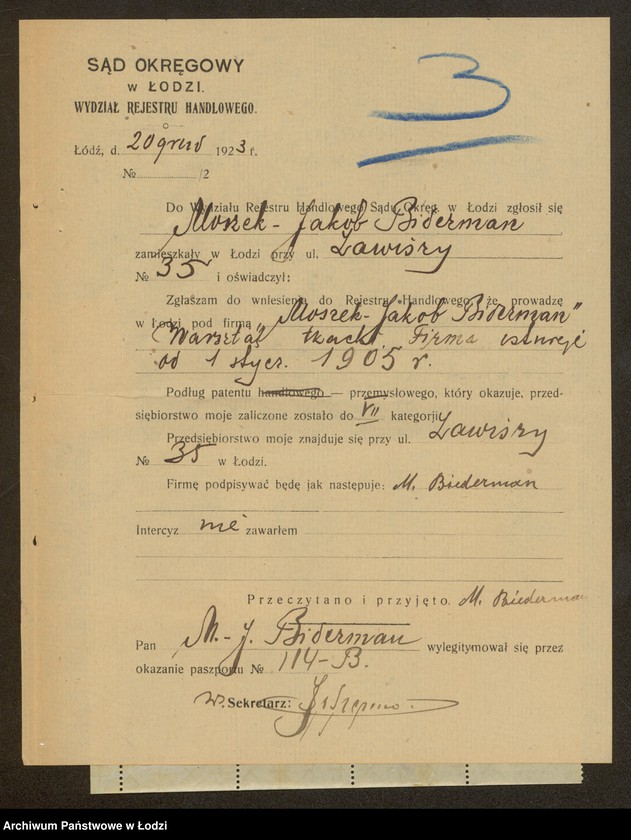 3
SĄD OKRĘGOWY
w ŁODZI.
WYDZIAŁ REJESTRU HANDLOWEGO.
Łódź, d. 20 grud 1923 r.
№ /2
Do Wydziału Rejestru Handlowego Sądu Okręg. w Łodzi zgłosił się
Moszek-Jakob Biderman
zamieszkały w Łodzi przy ul. Zawiszy
№ 35 i oświadczył:
Zgłaszam do wniesienia do Rejestru Handlowego, że prowadzę
w Łodzi pod firmą „Moszek-Jakob Biderman”
"Warsztat tkacki. Firma istnieje
od 1 stycz. 1905 r.
Podług patentu handlowego — przemysłowego, który okazuje, przed-
siębiorstwo moje zaliczone zostało do VII kategorji
Przedsiębiorstwo moje znajduje się przy ul. Zawiszy
№ 35 w Łodzi.
Firmę podpisywać będę jak następuje: M. Biederman
Intercyz nie zawarłem
Przeczytano i przyjęto. M. Biederman
Pan M.-J. Biderman wylegitymował się przez
okazanie paszportu № 114-B.
w. Sekretarz:
Archiwum Państwowe w Łodzi